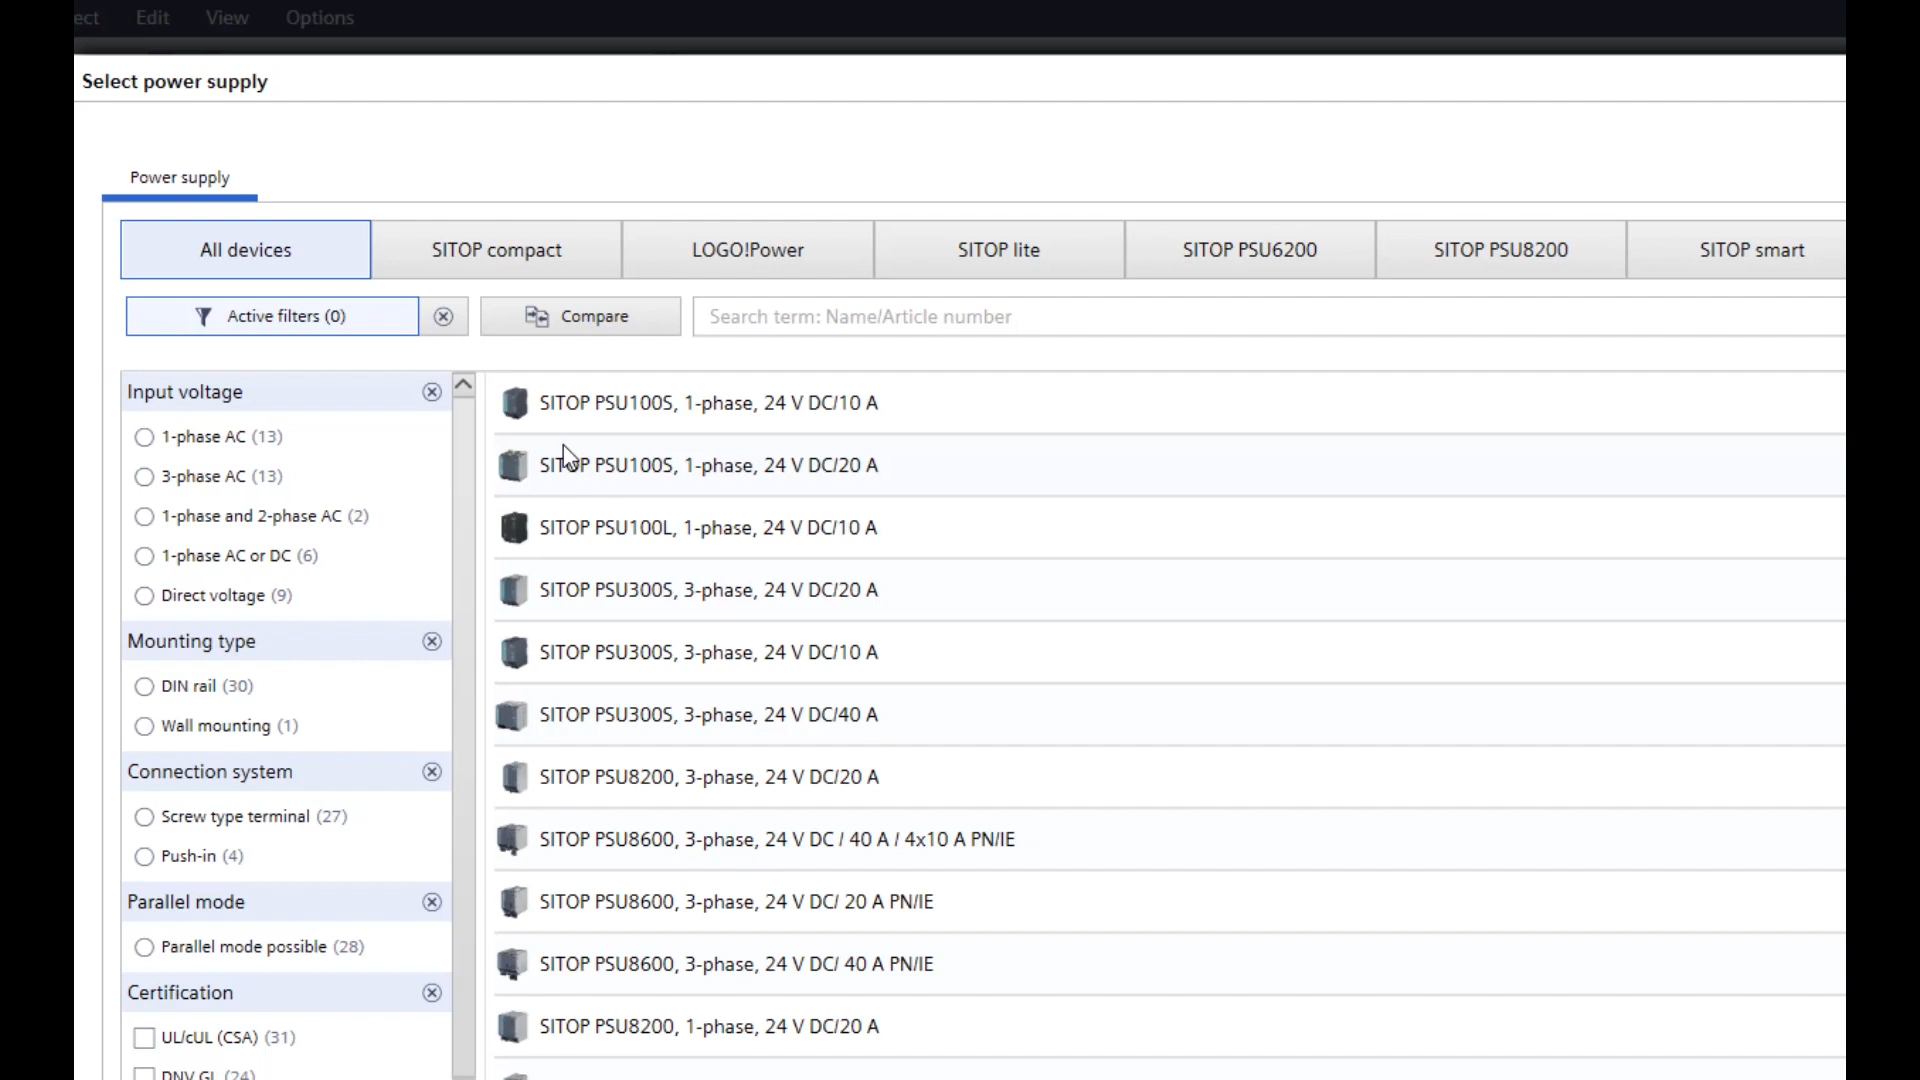 ect Edit View Options
Select power supply
Power supply
All devices SITOP compact LOGO!Power SITOP lite SITOP PSU6200 SITOP PSU8200 SITOP smart
Active filters (0) Compare Search term: Name/Article number
Input voltage
1-phase AC (13)
3-phase AC (13)
1-phase and 2-phase AC (2)
1-phase AC or DC (6)
Direct voltage (9)
Mounting type
DIN rail (30)
Wall mounting (1)
Connection system
Screw type terminal (27)
Push-in (4)
Parallel mode
Parallel mode possible (28)
Certification
UL/cUL (CSA) (31)
DNV GL (24)
SITOP PSU100S, 1-phase, 24 V DC/10 A
SITOP PSU100S, 1-phase, 24 V DC/20 A
SITOP PSU100L, 1-phase, 24 V DC/10 A
SITOP PSU300S, 3-phase, 24 V DC/20 A
SITOP PSU300S, 3-phase, 24 V DC/10 A
SITOP PSU300S, 3-phase, 24 V DC/40 A
SITOP PSU8200, 3-phase, 24 V DC/20 A
SITOP PSU8600, 3-phase, 24 V DC / 40 A / 4x10 A PN/IE
SITOP PSU8600, 3-phase, 24 V DC/ 20 A PN/IE
SITOP PSU8600, 3-phase, 24 V DC/ 40 A PN/IE
SITOP PSU8200, 1-phase, 24 V DC/20 A